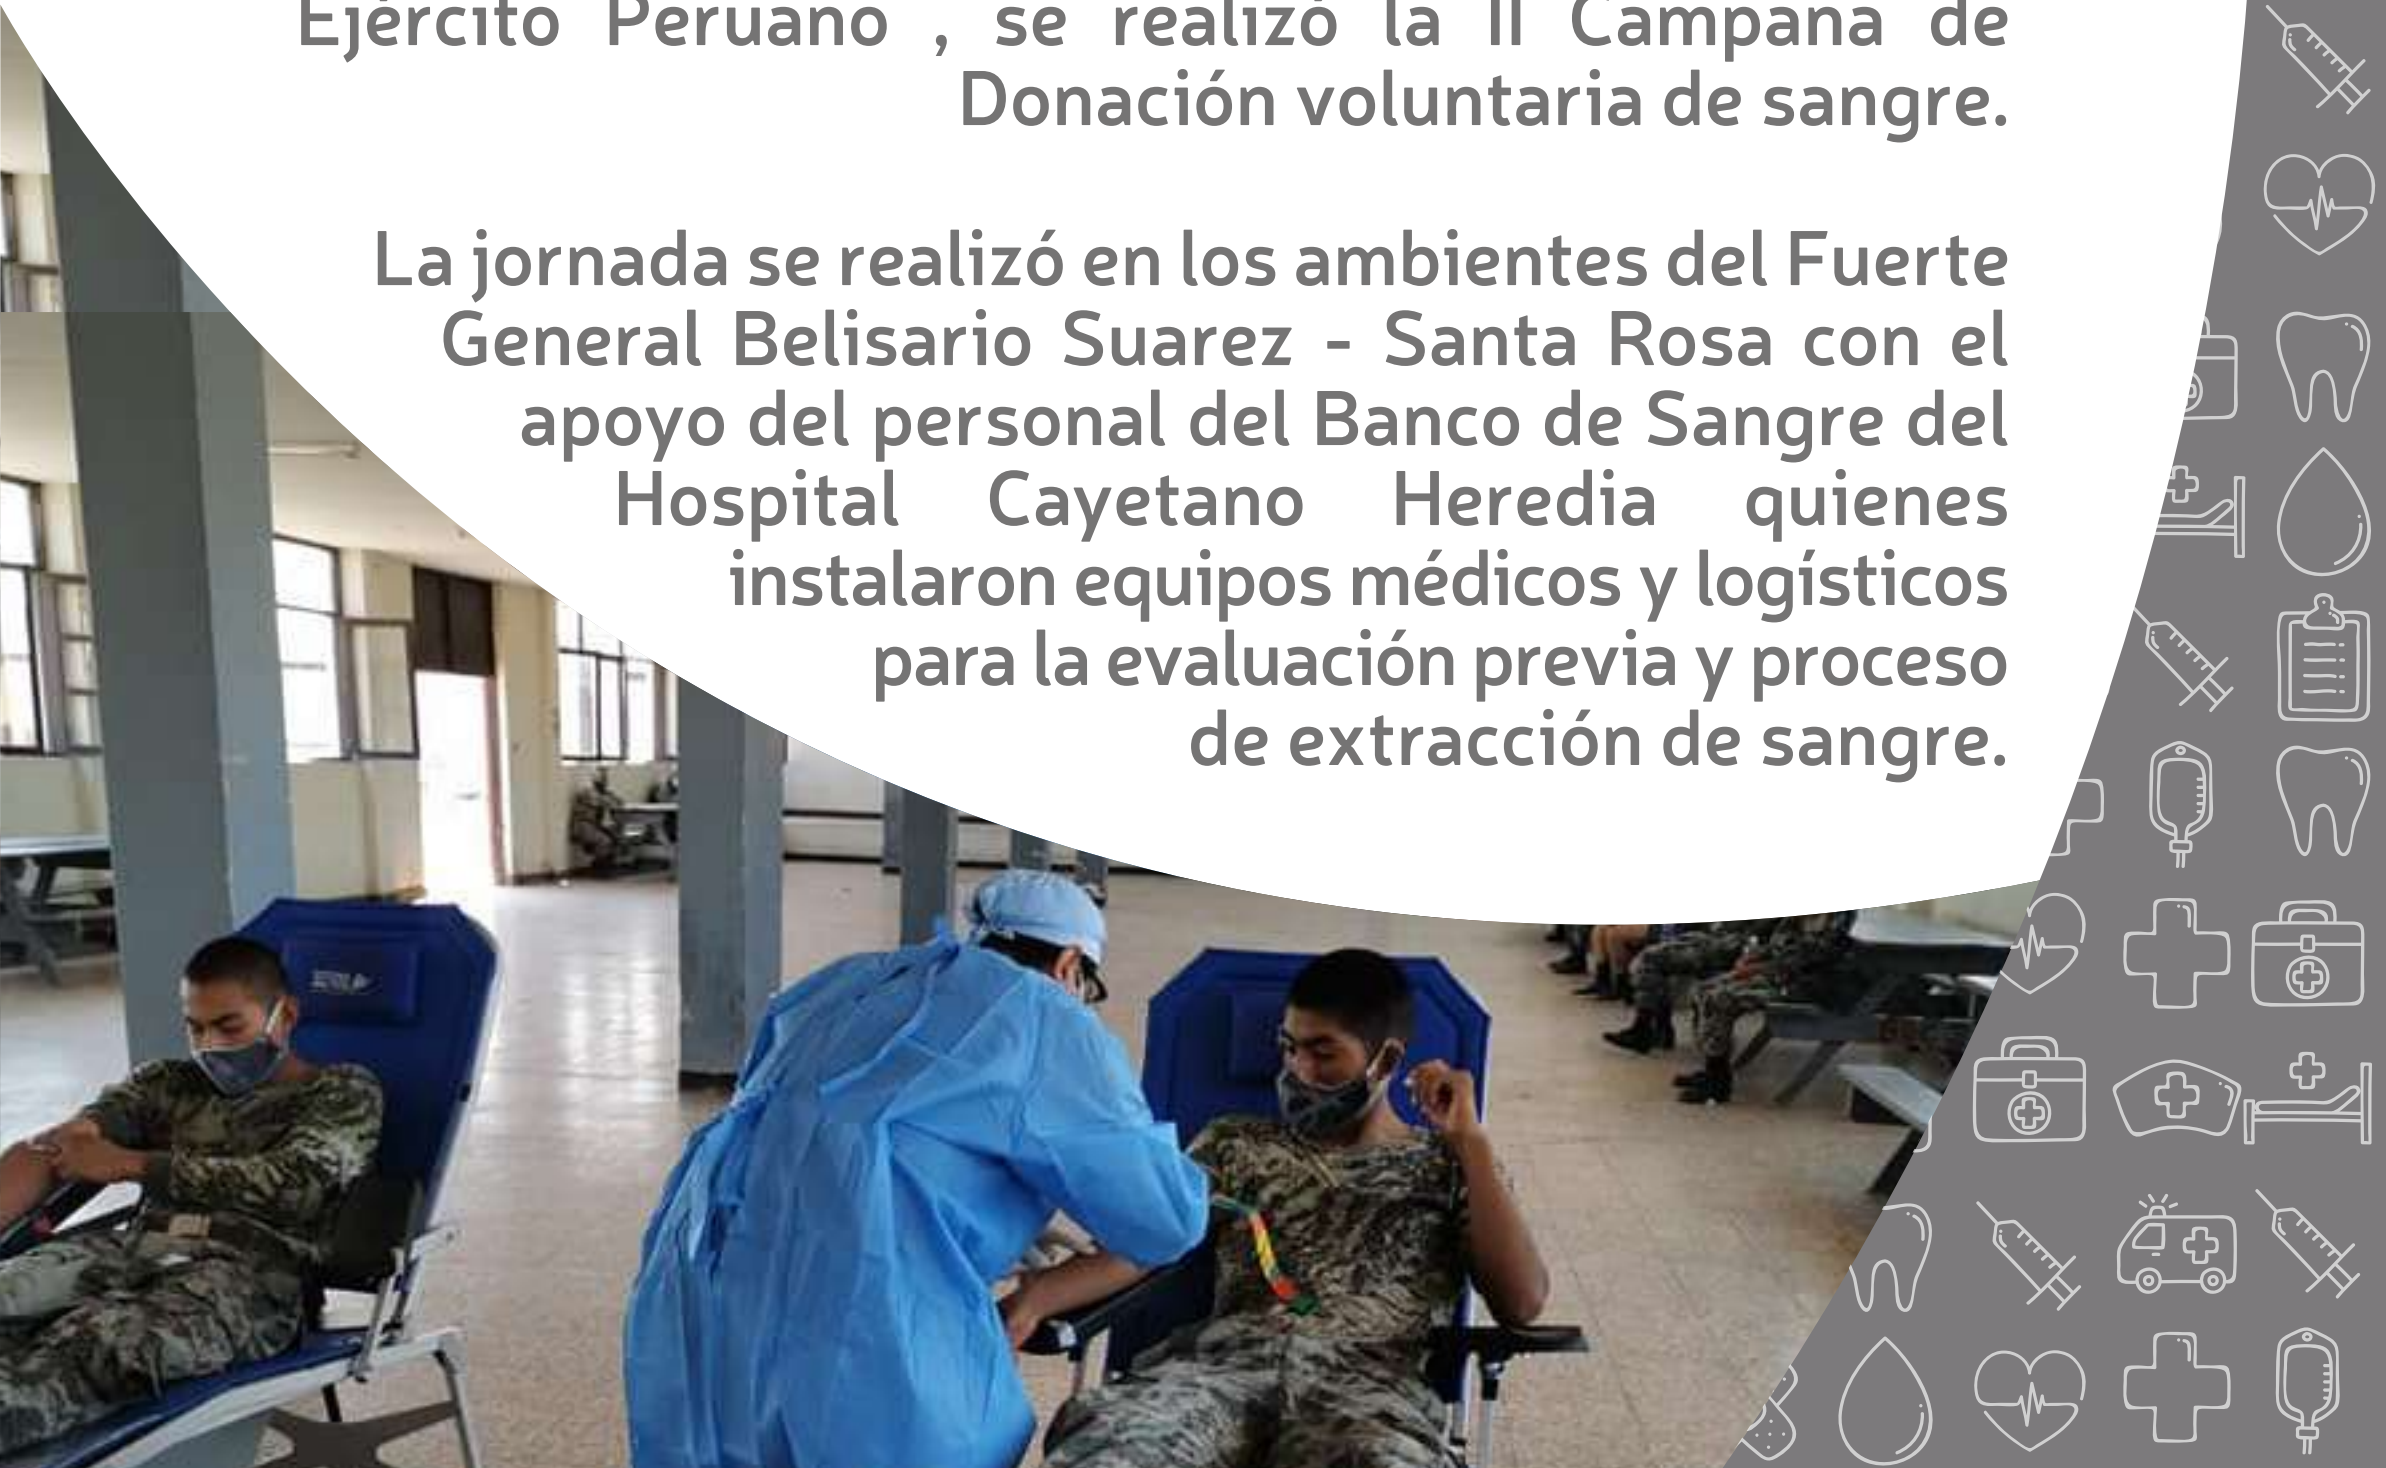 Ejército Peruano , se realizó la II Campaña de
Donación voluntaria de sangre.
La jornada se realizó en los ambientes del Fuerte
General Belisario Suarez - Santa Rosa con el
apoyo del personal del Banco de Sangre del
Hospital Cayetano Heredia quienes
instalaron equipos médicos y logísticos
para la evaluación previa y proceso
de extracción de sangre.